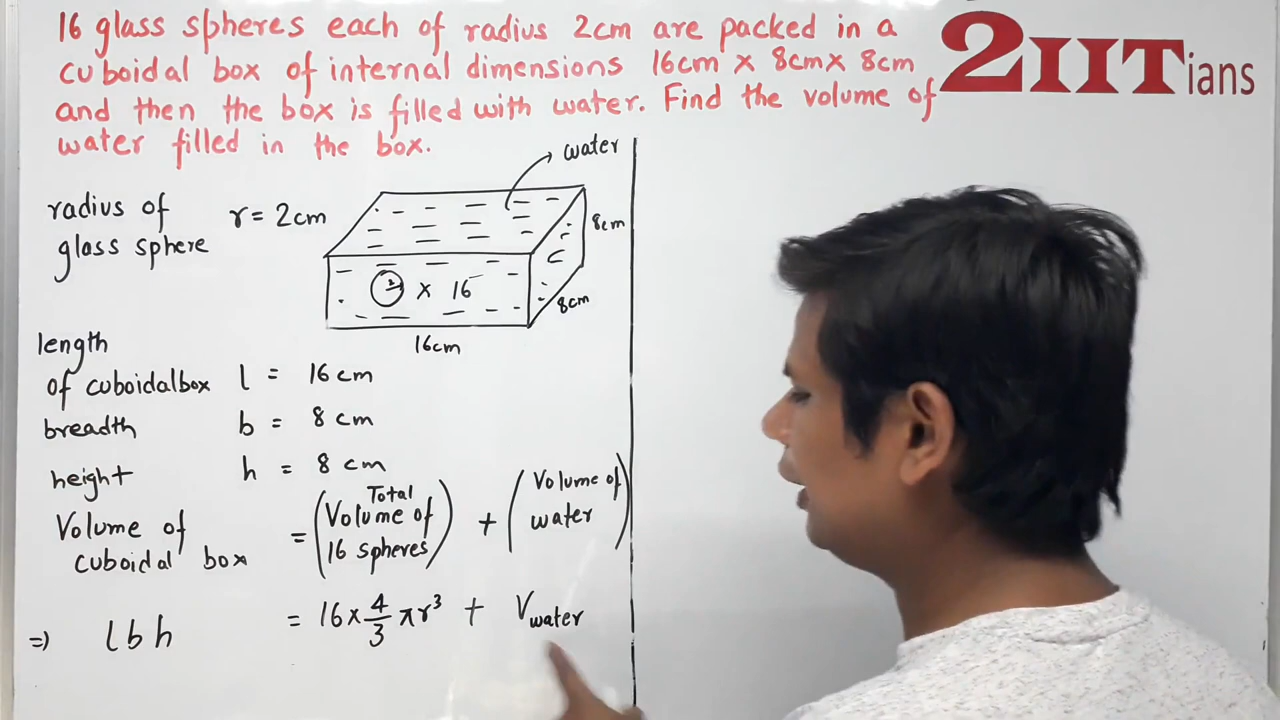 16 glass spheres each of radius 2cm are packed in a
cuboidal box of internal dimensions 16cm x 8cm x 8cm
and then the box is filled with water. Find the volume of
water filled in the box.
2IITians
water
radius of
glass sphere
r = 2cm
8cm
2 x 16
8cm
16cm
length
of cuboidal box l = 16 cm
breadth b = 8 cm
height h = 8 cm
Volume of cuboidal box = (Total Volume of 16 spheres) + (Volume of water)
=> l b h = 16 x 4/3 πr³ + Vwater